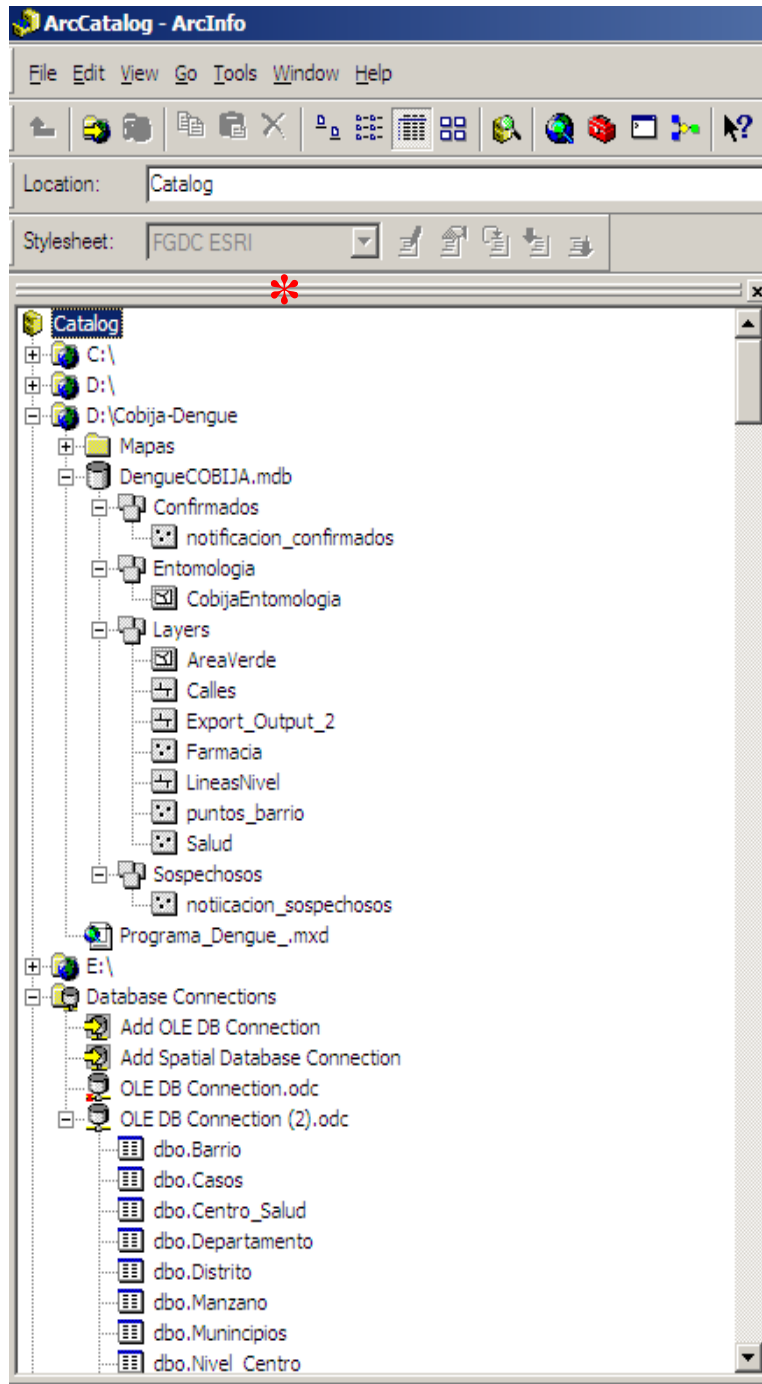 ArcCatalog - ArcInfo
File Edit View Go Tools Window Help
Location: Catalog
Stylesheet: FGDC ESRI
Catalog
C:\
D:\
D:\Cobija-Dengue
Mapas
DengueCOBIJA.mdb
Confirmados
notificacion_confirmados
Entomologia
CobijaEntomologia
Layers
AreaVerde
Calles
Export_Output_2
Farmacia
LineasNivel
puntos_barrio
Salud
Sospechosos
notiicacion_sospechosos
Programa_Dengue_.mxd
E:\
Database Connections
Add OLE DB Connection
Add Spatial Database Connection
OLE DB Connection.odc
OLE DB Connection (2).odc
dbo.Barrio
dbo.Casos
dbo.Centro_Salud
dbo.Departamento
dbo.Distrito
dbo.Manzano
dbo.Munincipios
dbo.Nivel_Centro